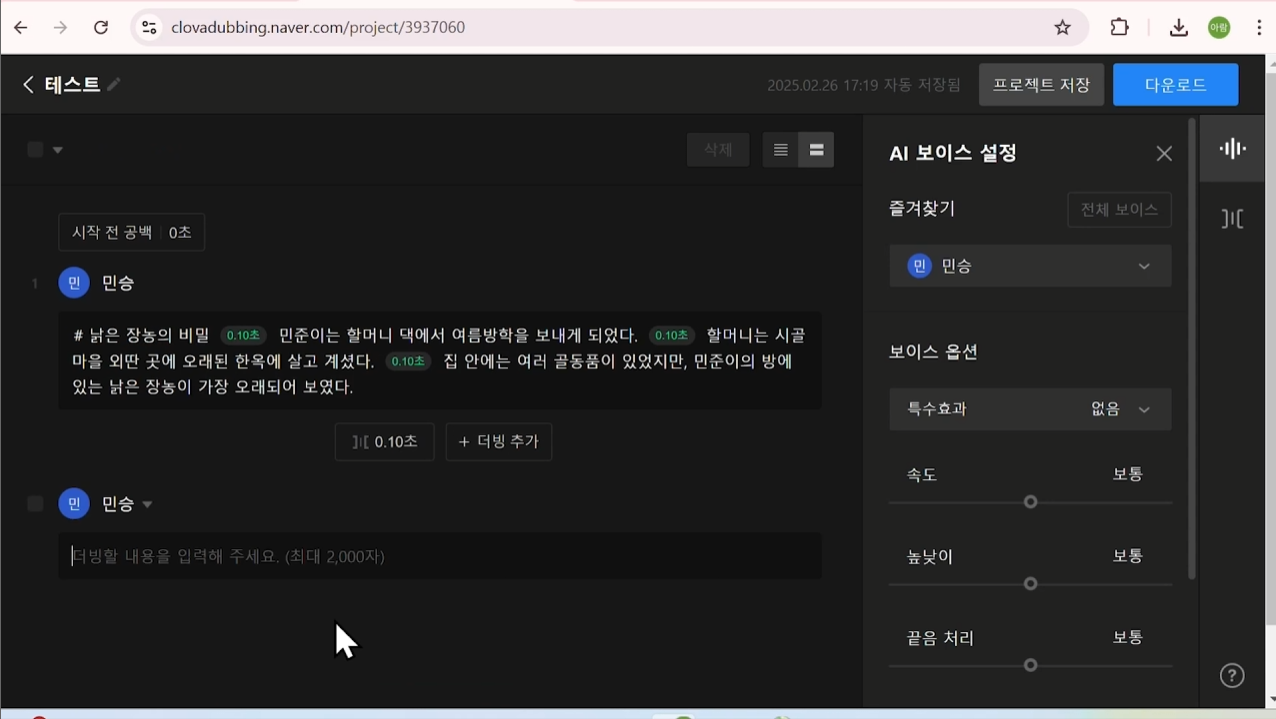 clovadubbing.naver.com/project/3937060
아람
테스트
2025.02.26 17:19 자동 저장됨
프로젝트 저장
다운로드
삭제
시작 전 공백 0초
1 민 민승
# 낡은 장농의 비밀 0.10초 민준이는 할머니 댁에서 여름방학을 보내게 되었다. 0.10초 할머니는 시골
마을 외딴 곳에 오래된 한옥에 살고 계셨다. 0.10초 집 안에는 여러 골동품이 있었지만, 민준이의 방에
있는 낡은 장농이 가장 오래되어 보였다.
0.10초
+ 더빙 추가
민 민승
더빙할 내용을 입력해 주세요. (최대 2,000자)
AI 보이스 설정
즐겨찾기
전체 보이스
민 민승
보이스 옵션
특수효과 없음
속도 보통
높낮이 보통
끝음 처리 보통
?